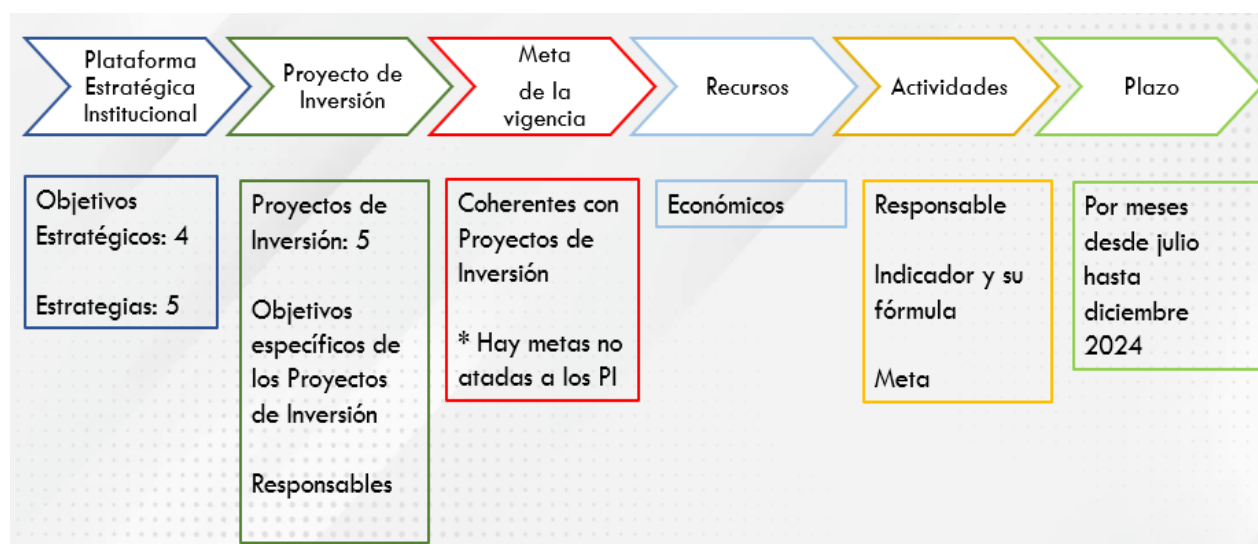 Plataforma
Estratégica
Institucional
Proyecto de
Inversión
Meta
de la
vigencia
Recursos
Actividades
Plazo
Objetivos
Estratégicos: 4
Estrategias: 5
Proyectos de
Inversión: 5
Objetivos
específicos de
los Proyectos
de Inversión
Responsables
Coherentes con
Proyectos de
Inversión
* Hay metas no
atadas a los PI
Económicos
Responsable
Indicador y su
fórmula
Meta
Por meses
desde julio
hasta
diciembre
2024